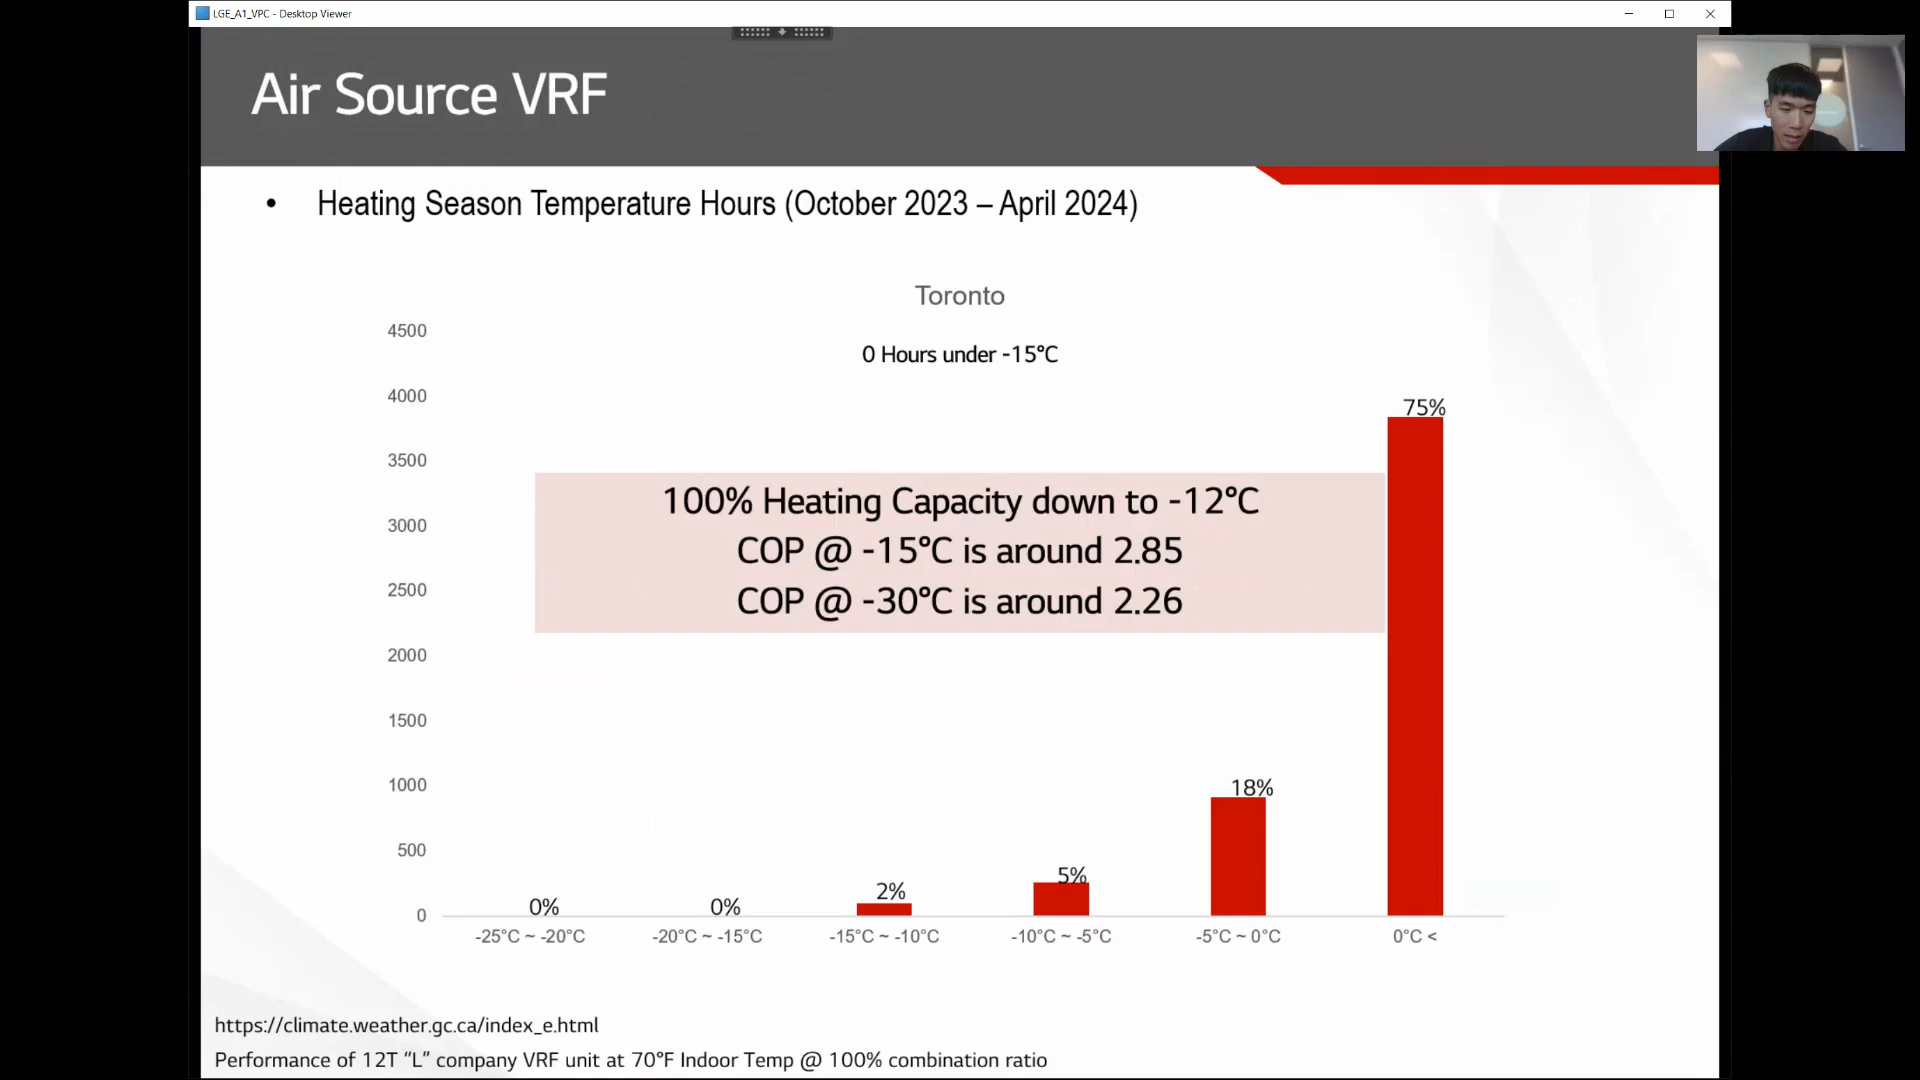 LGE_A1_VPC - Desktop Viewer
Air Source VRF
• Heating Season Temperature Hours (October 2023 – April 2024)
Toronto
0 Hours under -15°C
4500
4000
3500
3000
2500
2000
1500
1000
500
0
100% Heating Capacity down to -12°C
COP @ -15°C is around 2.85
COP @ -30°C is around 2.26
0%
0%
2%
5%
18%
75%
-25°C ~ -20°C
-20°C ~ -15°C
-15°C ~ -10°C
-10°C ~ -5°C
-5°C ~ 0°C
0°C <
https://climate.weather.gc.ca/index_e.html
Performance of 12T “L” company VRF unit at 70°F Indoor Temp @ 100% combination ratio